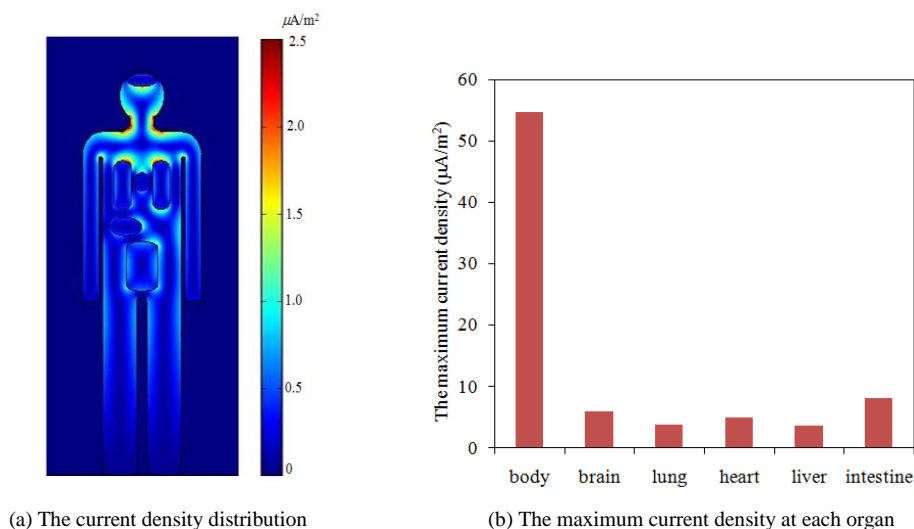 μA/m²
2.5
2.0
1.5
1.0
0.5
0
(a) The current density distribution
The maximum current density (μA/m²)
60
50
40
30
20
10
0
body brain lung heart liver intestine
(b) The maximum current density at each organ